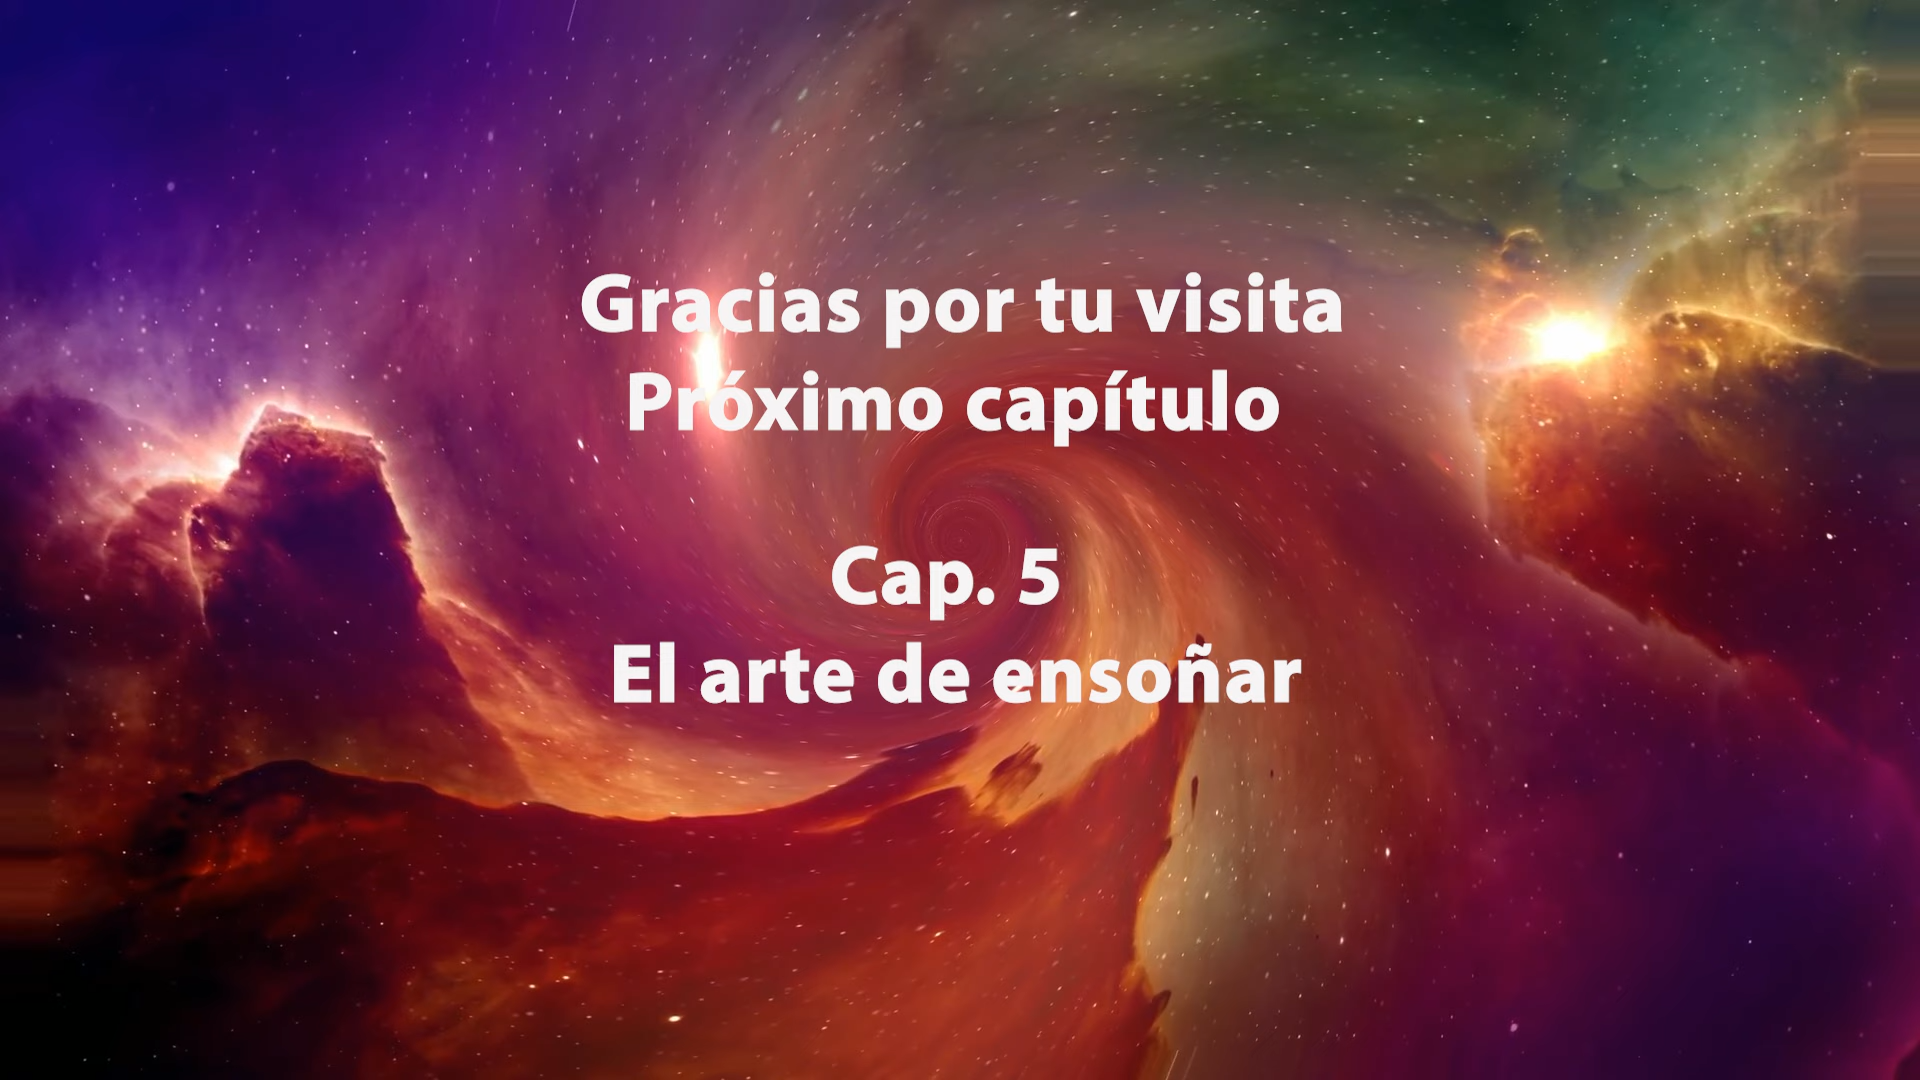 Gracias por tu visita
Próximo capítulo
Cap. 5
El arte de ensoñar